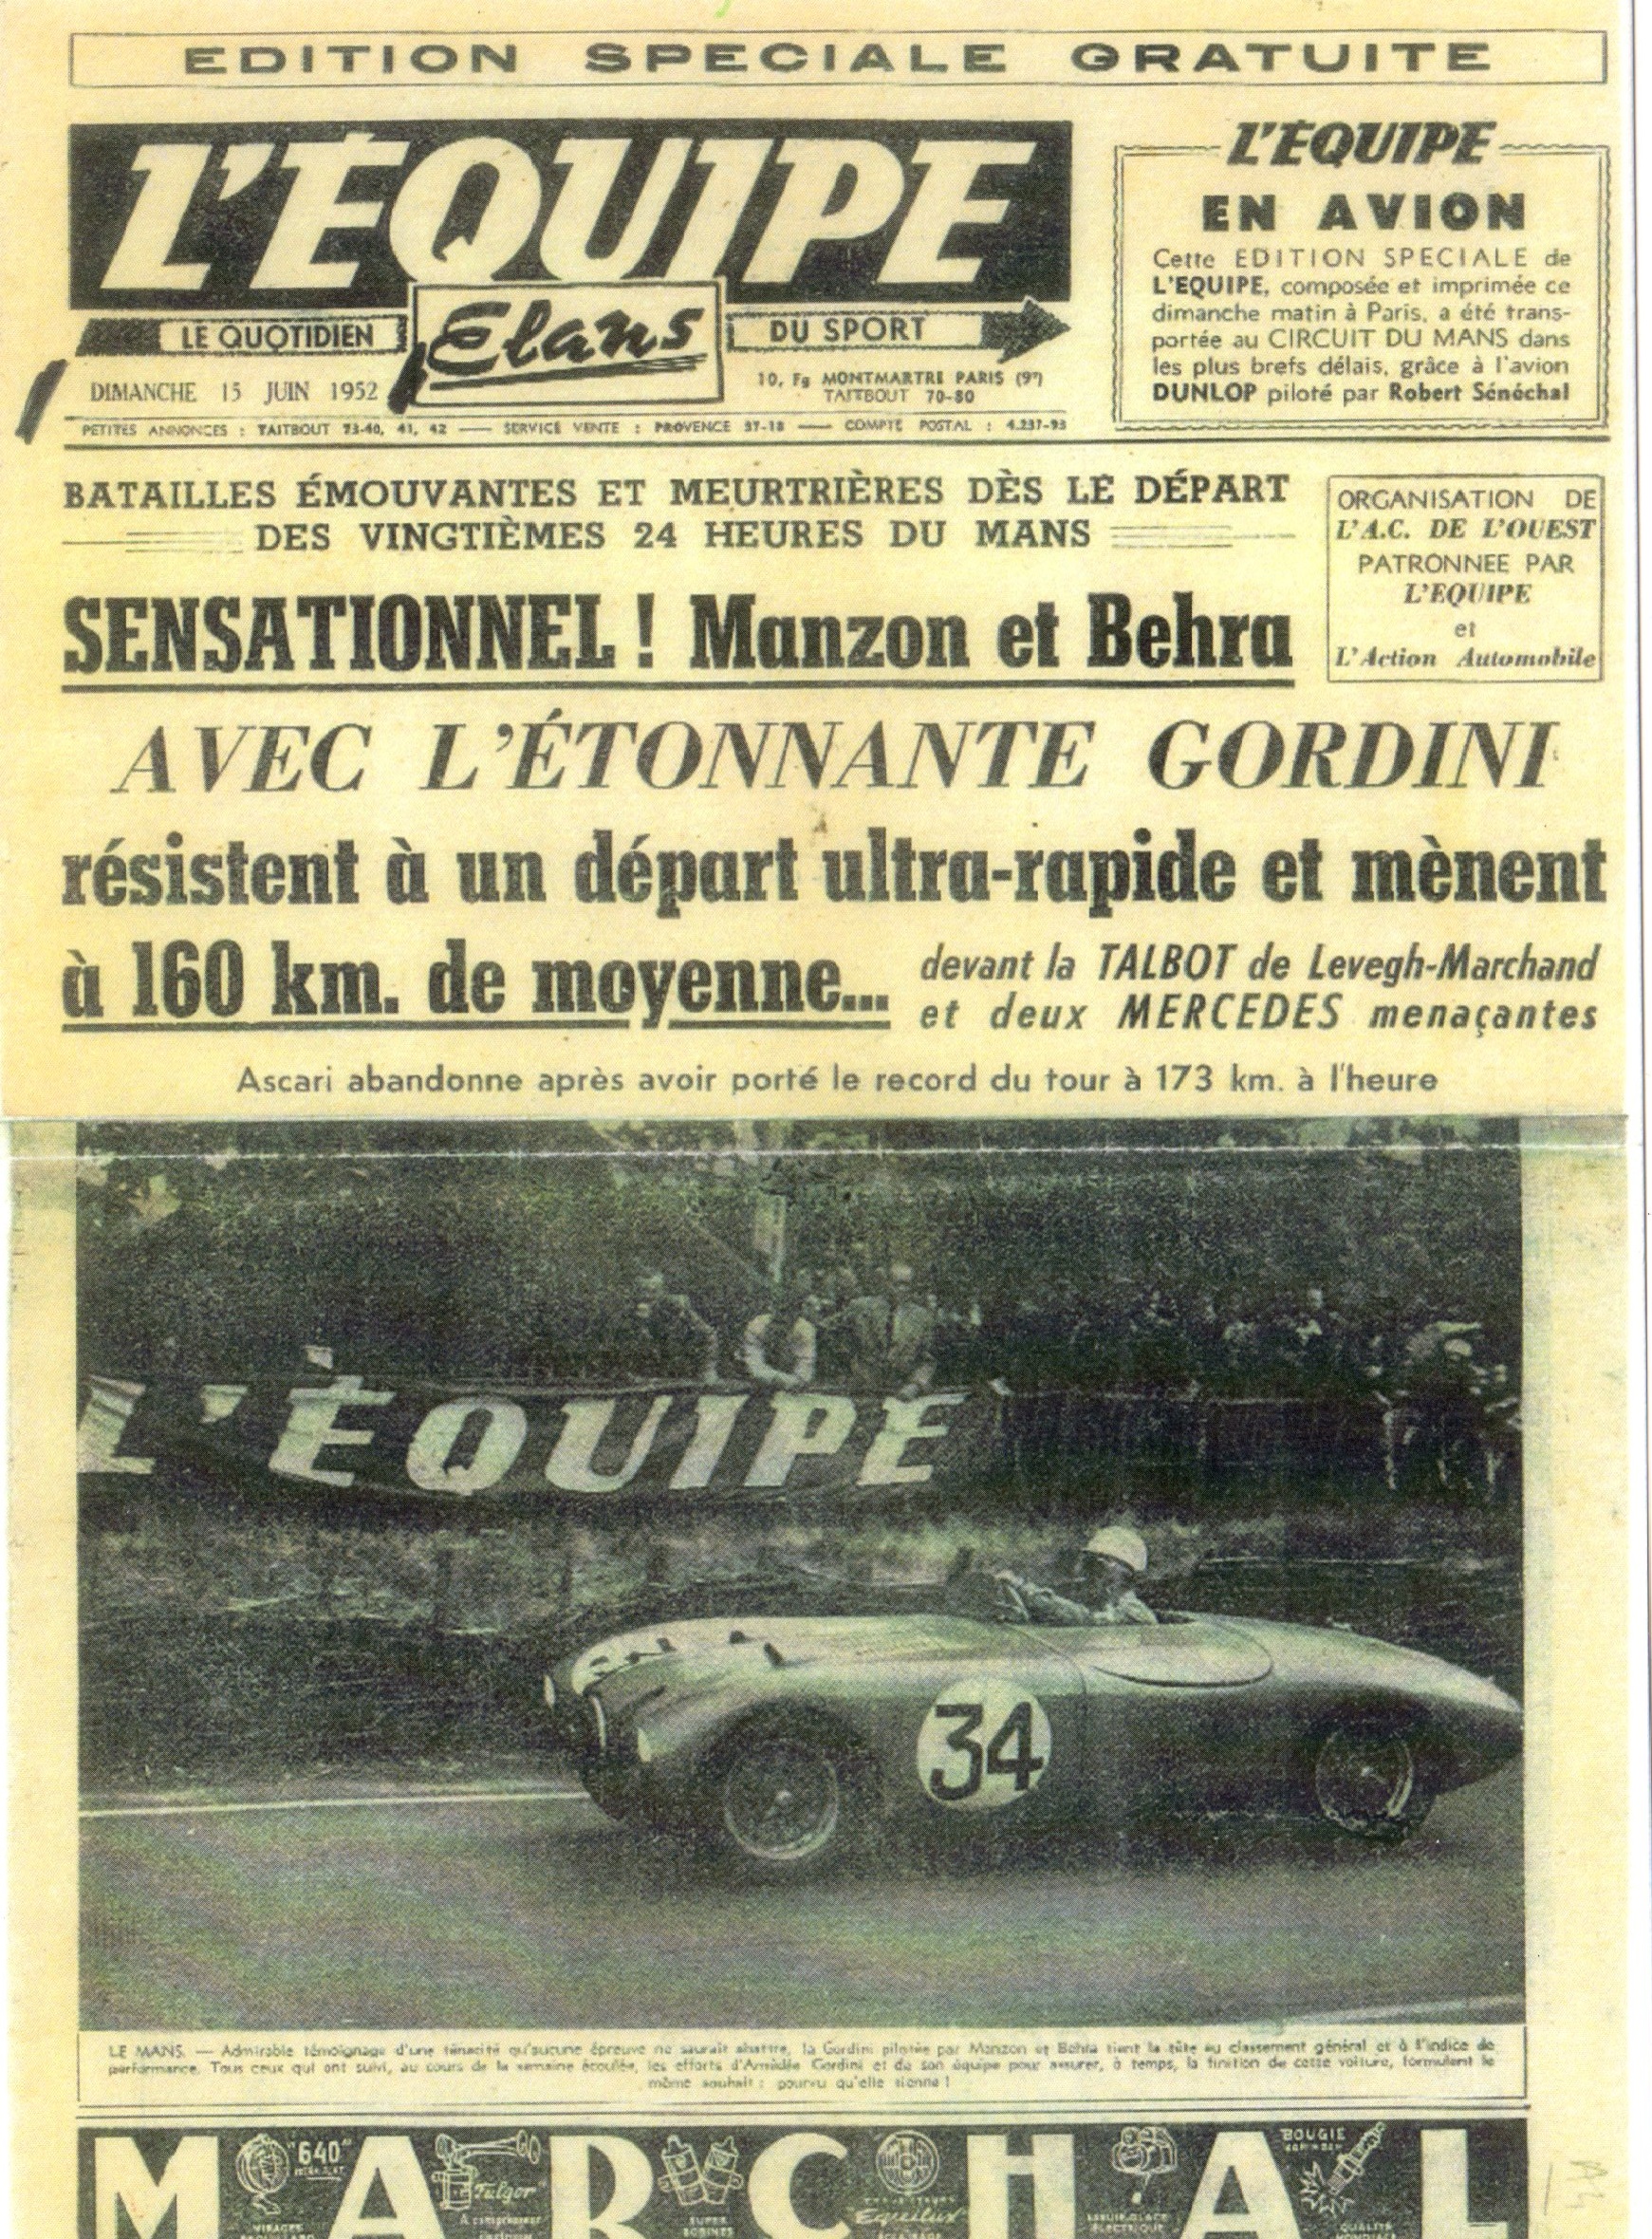 EDITION SPECIALE GRATUITE
L'ÉQUIPE
LE QUOTIDIEN
Elans
DU SPORT
DIMANCHE 15 JUIN 1952
10, Fg MONTMARTRE PARIS (9e)
TAITBOUT 70-80
PETITES ANNONCES : TAITBOUT 73-40, 41, 42 — SERVICE VENTE : PROVENCE 37-18 — COMPTE POSTAL : 4.237-93
L'ÉQUIPE
EN AVION
Cette EDITION SPECIALE de
L'EQUIPE, composée et imprimée ce
dimanche matin à Paris, a été trans-
portée au CIRCUIT DU MANS dans
les plus brefs délais, grâce à l'avion
DUNLOP piloté par Robert Sénéchal
BATAILLES ÉMOUVANTES ET MEURTRIÈRES DÈS LE DÉPART
DES VINGTIÈMES 24 HEURES DU MANS
ORGANISATION DE
L'A.C. DE L'OUEST
PATRONNEE PAR
L'EQUIPE
et
L'Action Automobile
SENSATIONNEL ! Manzon et Behra
AVEC L'ÉTONNANTE GORDINI
résistent à un départ ultra-rapide et mènent
à 160 km. de moyenne...
devant la TALBOT de Levegh-Marchand
et deux MERCEDES menaçantes
Ascari abandonne après avoir porté le record du tour à 173 km. à l'heure
L'ÉQUIPE
34
LE MANS. — Admirable témoignage d'une ténacité qu'aucune épreuve ne saurait abattre, la Gordini pilotée par Manzon et Behra tient la tête au classement général et à l'indice de
performance. Tous ceux qui ont suivi, au cours de la semaine écoulée, les efforts d'Amédée Gordini et de son équipe pour assurer, à temps, la finition de cette voiture, formulent le
même souhait : pourvu qu'elle tienne !
MARCHAL
"640"
Fulgor
SUPER
BOBINES
Equilux
BOUGIE